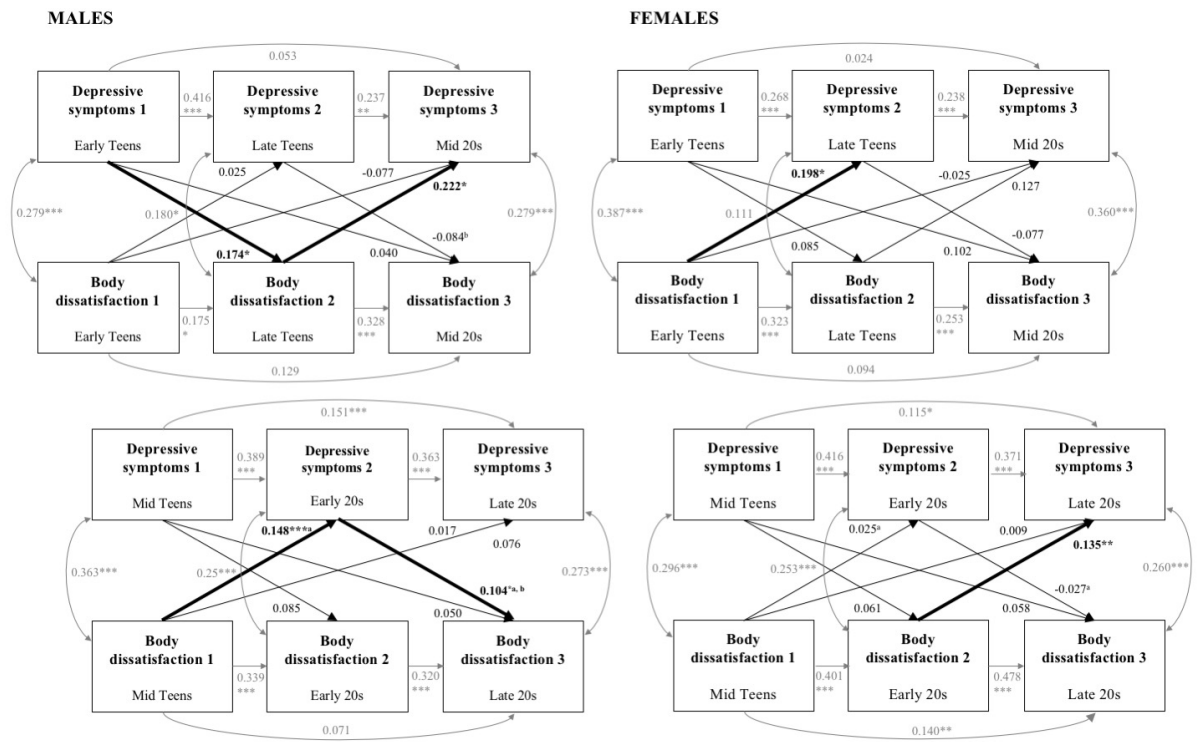 MALES
FEMALES
0.053
Depressive
symptoms 1
Early Teens
0.416
***
Depressive
symptoms 2
Late Teens
0.237
**
Depressive
symptoms 3
Mid 20s
0.025
-0.077
0.222*
0.279***
0.180*
0.279***
0.174*
-0.084ᵇ
0.040
Body
dissatisfaction 1
Early Teens
0.175
*
Body
dissatisfaction 2
Late Teens
0.328
***
Body
dissatisfaction 3
Mid 20s
0.129
0.024
Depressive
symptoms 1
Early Teens
0.268
***
Depressive
symptoms 2
Late Teens
0.238
***
Depressive
symptoms 3
Mid 20s
0.198*
-0.025
0.127
0.387***
0.111
0.360***
0.085
-0.077
0.102
Body
dissatisfaction 1
Early Teens
0.323
***
Body
dissatisfaction 2
Late Teens
0.253
***
Body
dissatisfaction 3
Mid 20s
0.094
0.151***
Depressive
symptoms 1
Mid Teens
0.389
***
Depressive
symptoms 2
Early 20s
0.363
***
Depressive
symptoms 3
Late 20s
0.148***ᵃ
0.017
0.076
0.363***
0.25***
0.273***
0.085
0.104*ᵃ, ᵇ
0.050
Body
dissatisfaction 1
Mid Teens
0.339
***
Body
dissatisfaction 2
Early 20s
0.320
***
Body
dissatisfaction 3
Late 20s
0.071
0.115*
Depressive
symptoms 1
Mid Teens
0.416
***
Depressive
symptoms 2
Early 20s
0.371
***
Depressive
symptoms 3
Late 20s
0.025ᵃ
0.009
0.135**
0.296***
0.253***
0.260***
0.061
-0.027ᵃ
0.058
Body
dissatisfaction 1
Mid Teens
0.401
***
Body
dissatisfaction 2
Early 20s
0.478
***
Body
dissatisfaction 3
Late 20s
0.140**